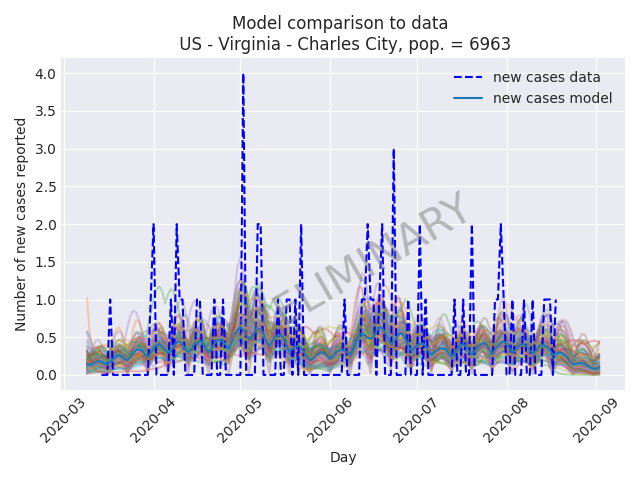 Model comparison to data
US - Virginia - Charles City, pop. = 6963
new cases data
new cases model
Number of new cases reported
4.0
3.5
3.0
2.5
2.0
1.5
1.0
0.5
0.0
2020-03
2020-04
2020-05
2020-06
2020-07
2020-08
2020-09
Day